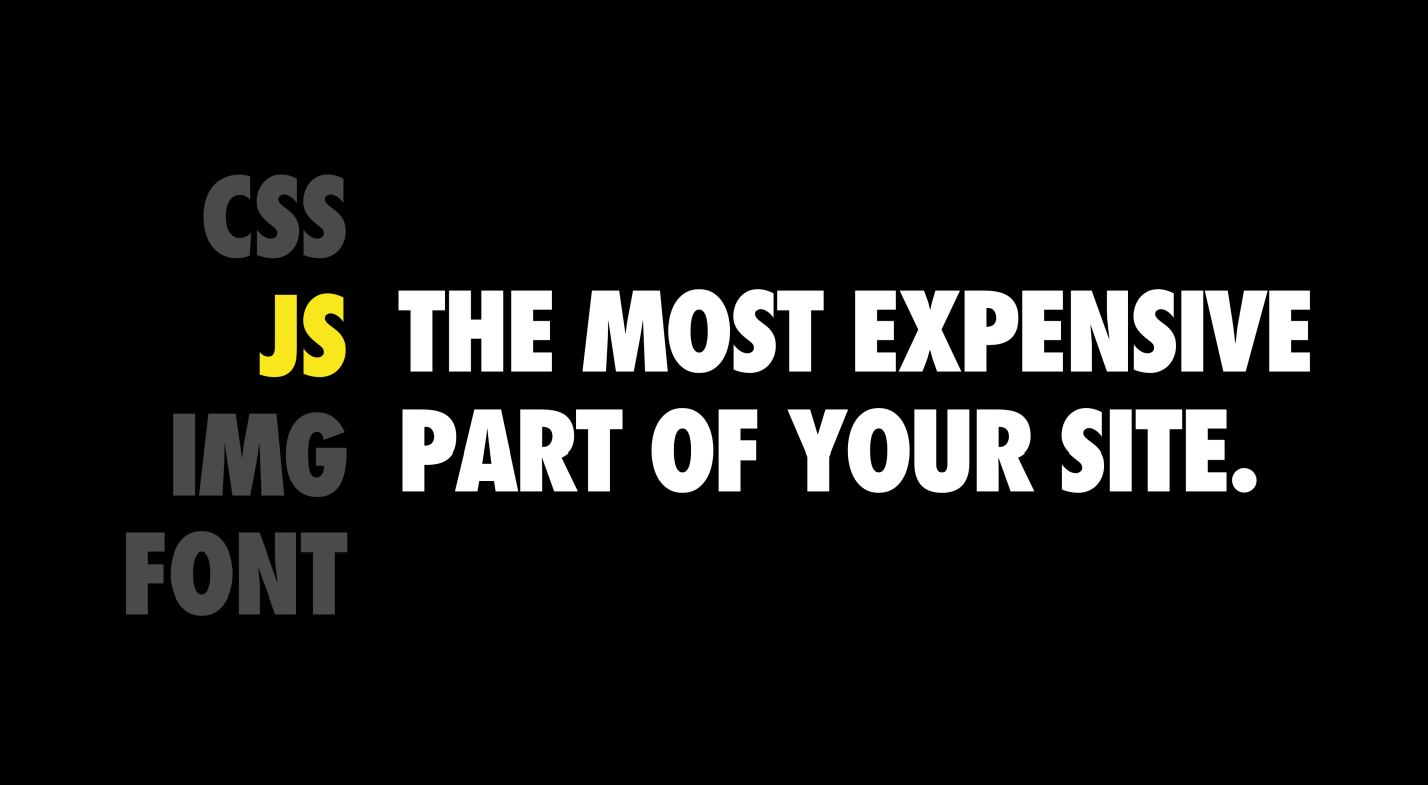 CSS
JS THE MOST EXPENSIVE
IMG PART OF YOUR SITE.
FONT